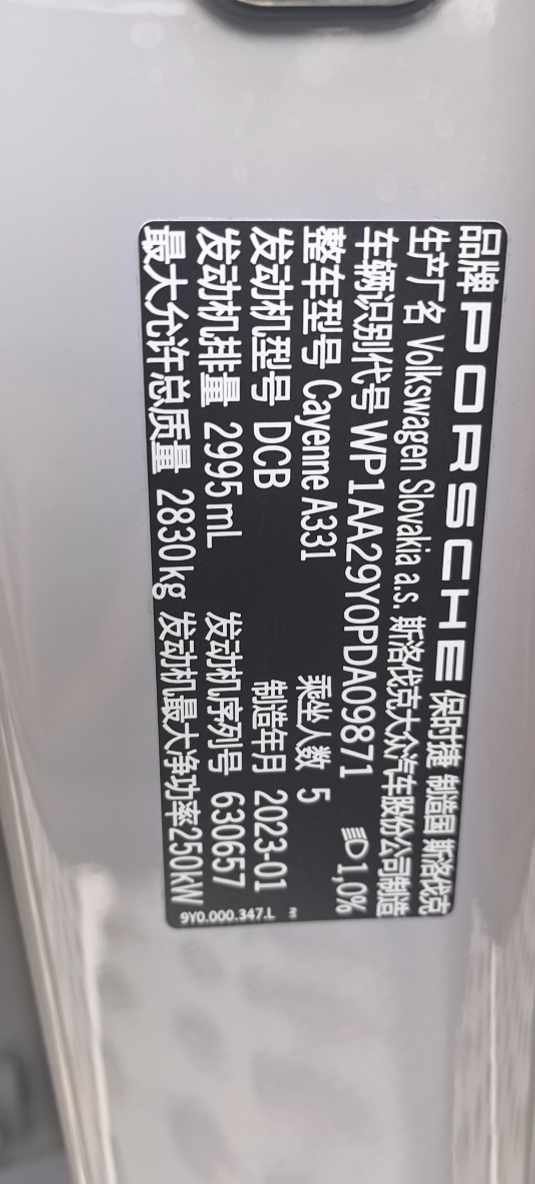 品牌 PORSCHE 保时捷 制造国 斯洛伐克
生产厂名 Volkswagen Slovakia a.s. 斯洛伐克大众汽车股份公司制造
车辆识别代号 WP1AA29Y0PDA09871 1,0%
整车型号 Cayenne A331 乘坐人数 5
发动机型号 DCB 制造年月 2023-01
发动机排量 2995mL 发动机序列号 630657
最大允许总质量 2830kg 发动机最大净功率250kW
9Y0.000.347.L